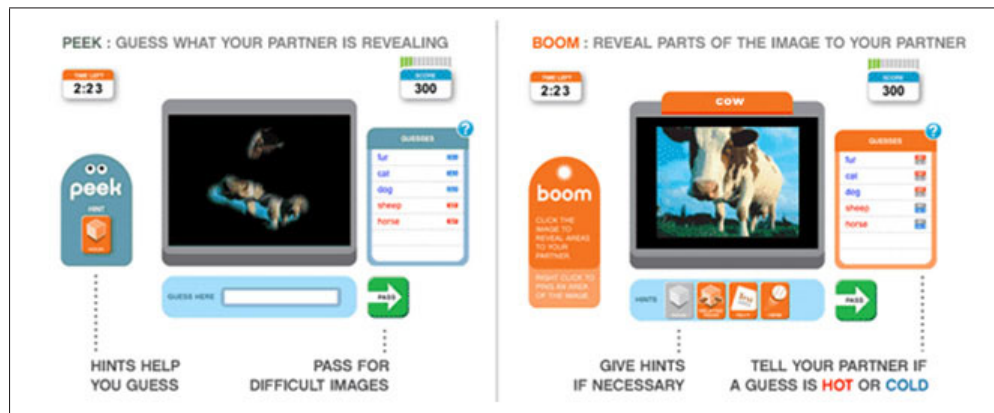 PEEK : GUESS WHAT YOUR PARTNER IS REVEALING
TIME LEFT
2:23
SCORE
300
GUESSES
?
fur
cat
dog
sheep
horse
peek
HINT
NOUN
GUESS HERE
PASS
HINTS HELP
YOU GUESS
PASS FOR
DIFFICULT IMAGES
BOOM : REVEAL PARTS OF THE IMAGE TO YOUR PARTNER
TIME LEFT
2:23
SCORE
300
COW
GUESSES
?
fur
cat
dog
sheep
horse
boom
CLICK THE
IMAGE TO
REVEAL AREAS
TO YOUR
PARTNER
RIGHT CLICK TO
PING AN AREA
OF THE IMAGE
HINTS
PASS
GIVE HINTS
IF NECESSARY
TELL YOUR PARTNER IF
A GUESS IS HOT OR COLD